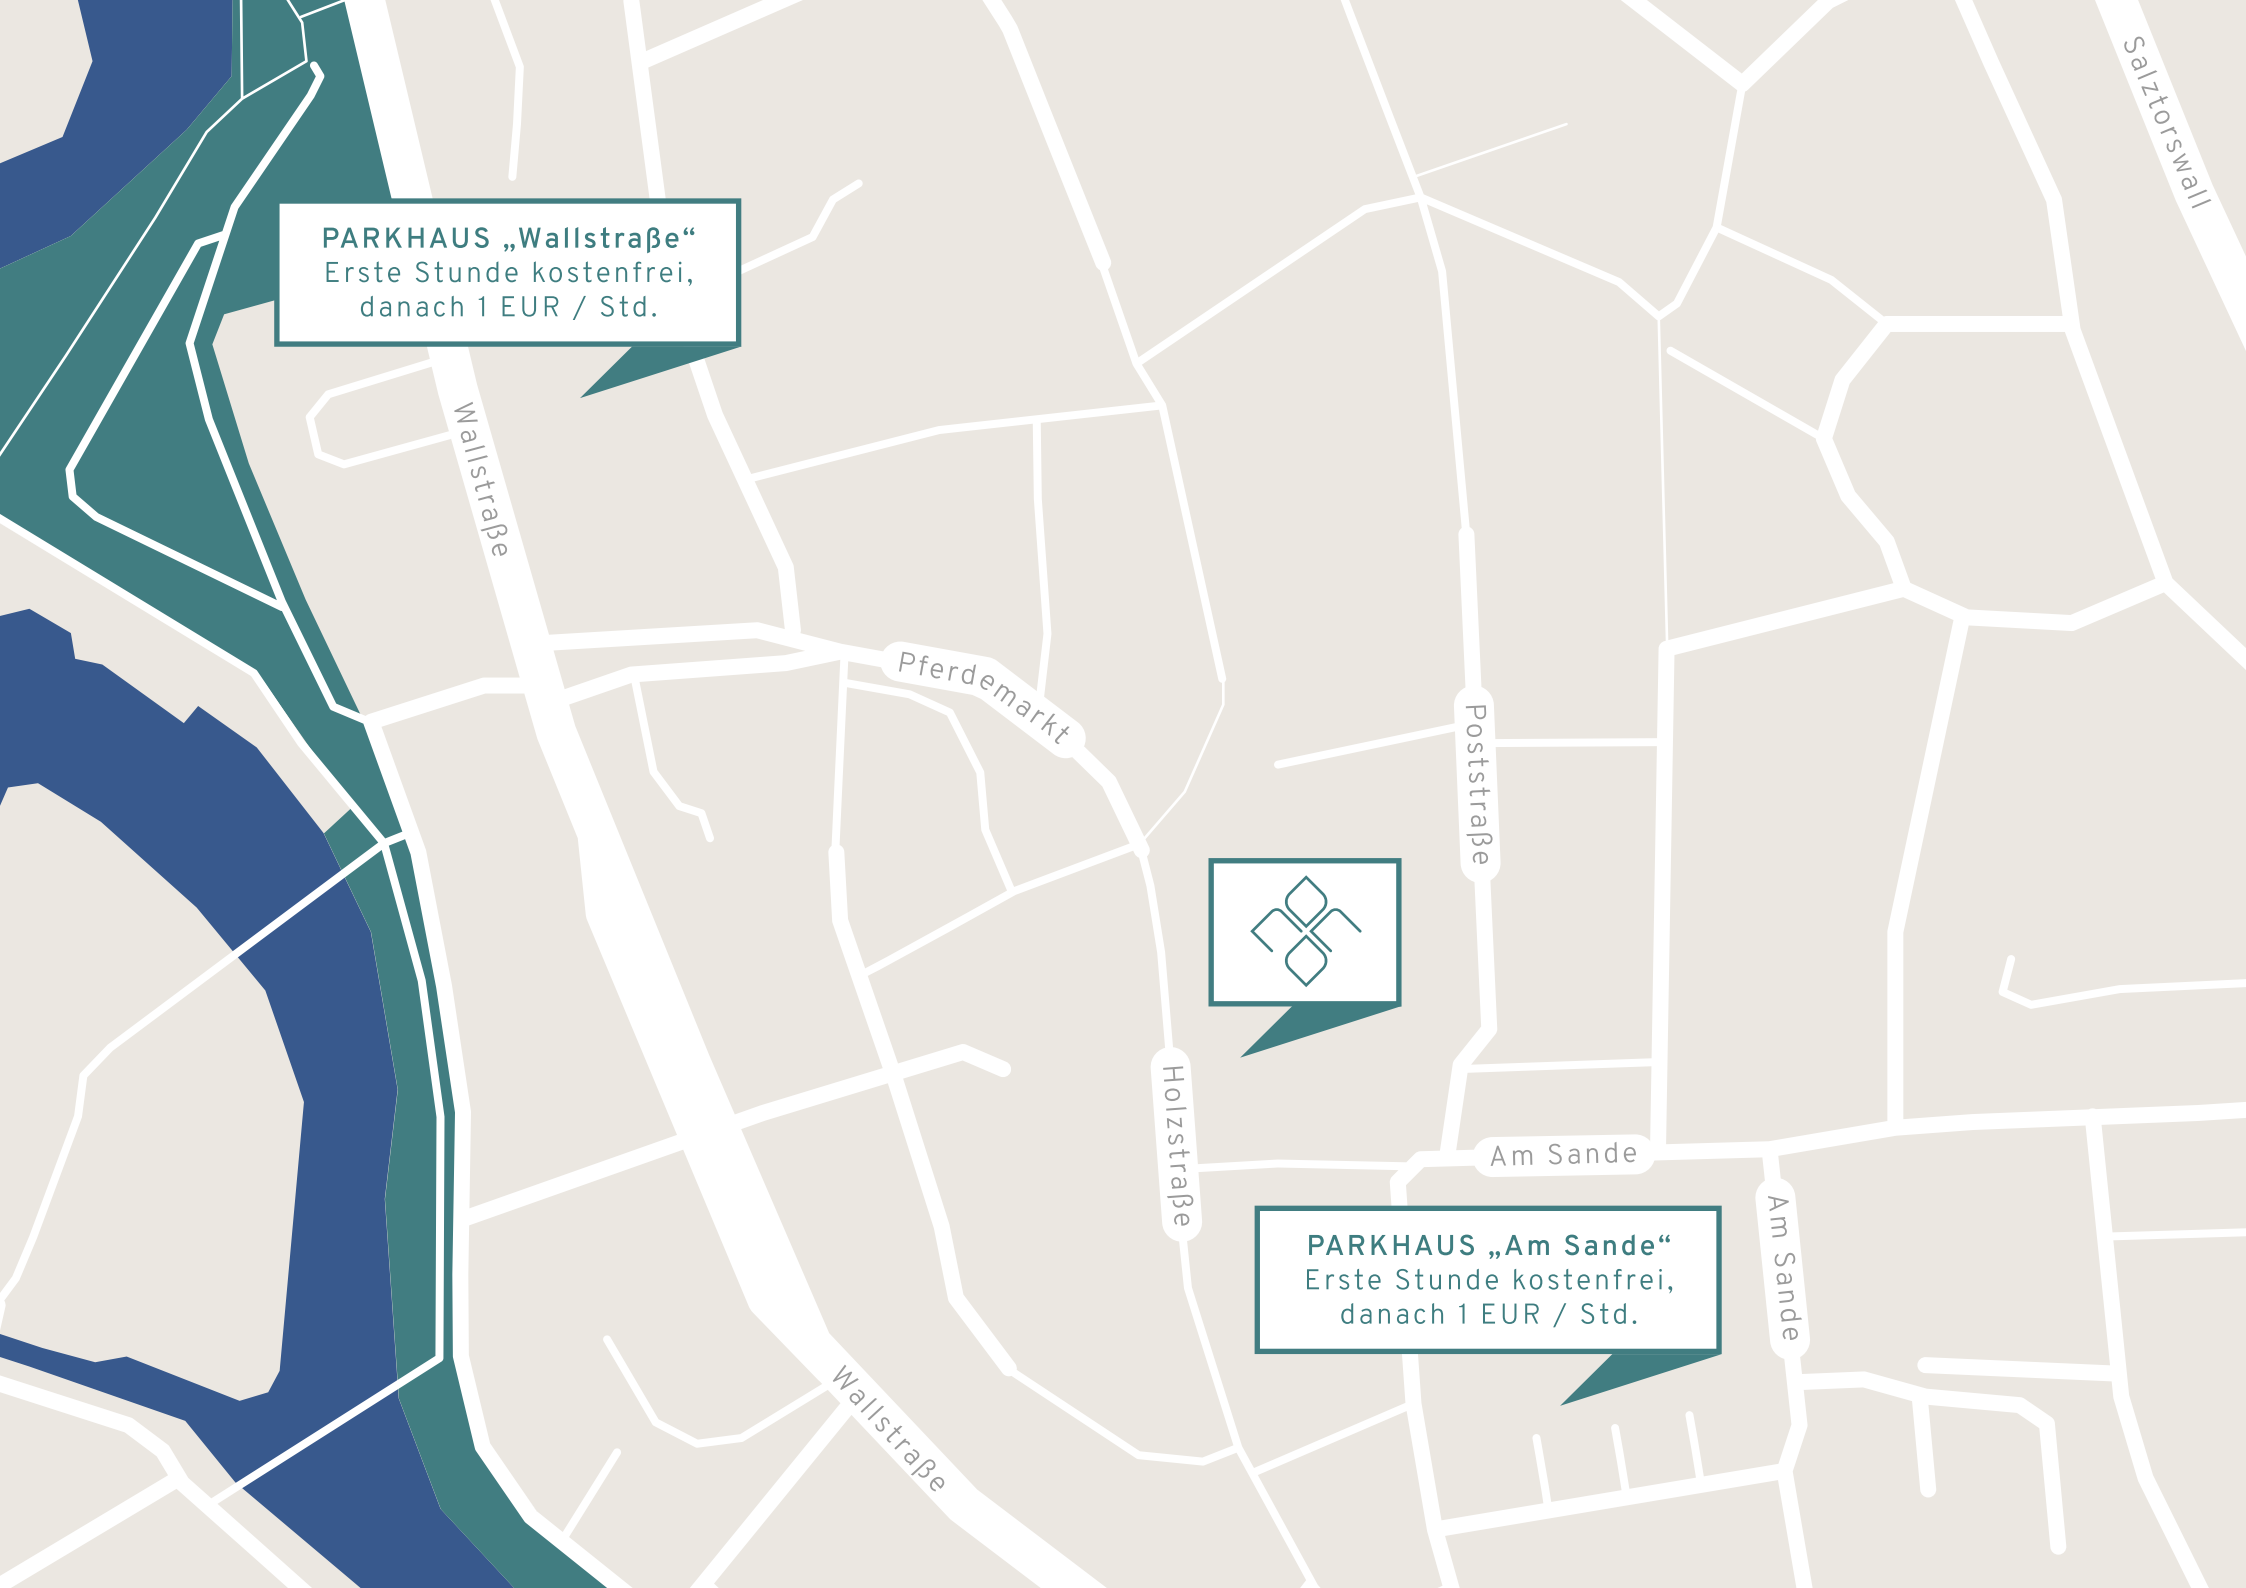 Salztorswall
PARKHAUS „Wallstraße“
Erste Stunde kostenfrei,
danach 1 EUR / Std.
Wallstraße
Pferdemarkt
Poststraße
Holzstraße
Am Sande
Am Sande
PARKHAUS „Am Sande“
Erste Stunde kostenfrei,
danach 1 EUR / Std.
Wallstraße